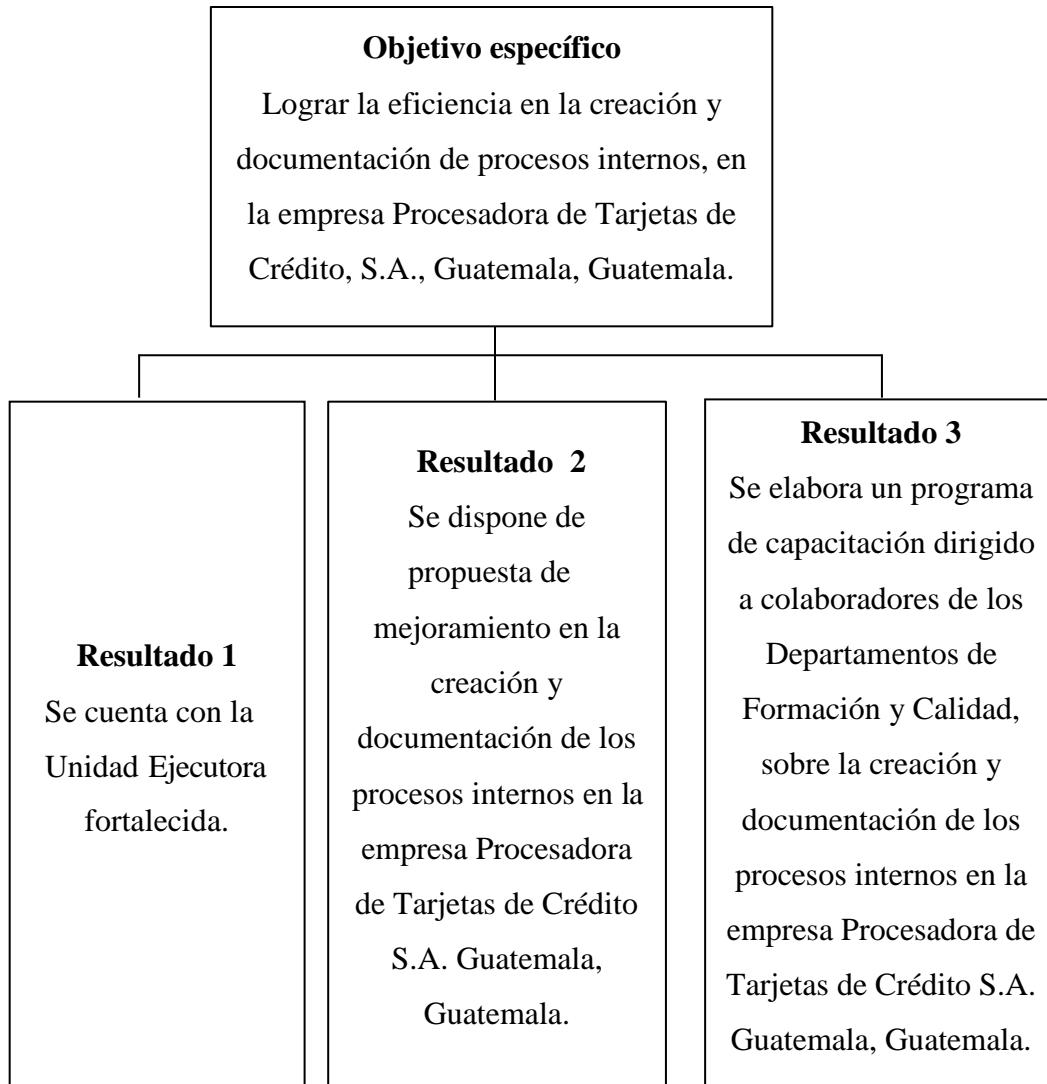 Objetivo específico
Lograr la eficiencia en la creación y
documentación de procesos internos, en
la empresa Procesadora de Tarjetas de
Crédito, S.A., Guatemala, Guatemala.
Resultado 1
Se cuenta con la
Unidad Ejecutora
fortalecida.
Resultado 2
Se dispone de
propuesta de
mejoramiento en la
creación y
documentación de los
procesos internos en la
empresa Procesadora
de Tarjetas de Crédito
S.A. Guatemala,
Guatemala.
Resultado 3
Se elabora un programa
de capacitación dirigido
a colaboradores de los
Departamentos de
Formación y Calidad,
sobre la creación y
documentación de los
procesos internos en la
empresa Procesadora de
Tarjetas de Crédito S.A.
Guatemala, Guatemala.